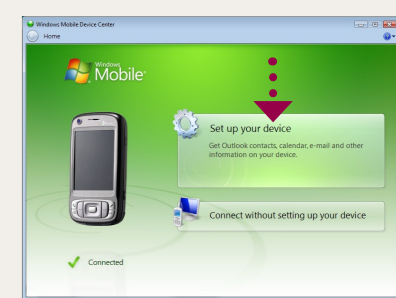 Windows Mobile Device Center
Home
Windows
Mobile
Set up your device
Get Outlook contacts, calendar, e-mail and other
information on your device.
Connect without setting up your device
Connected